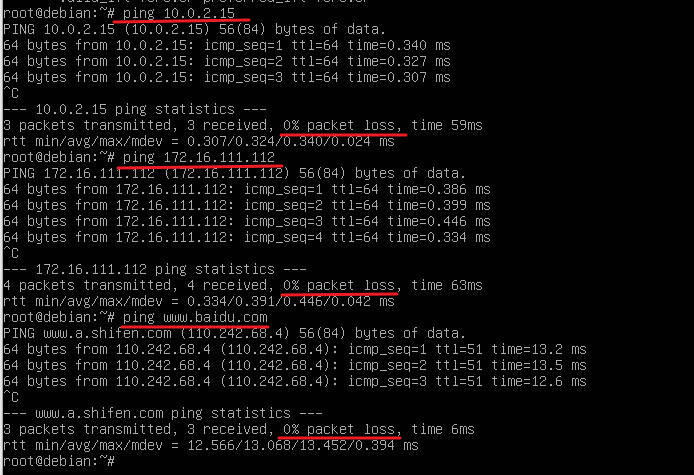 root@debian:~# ping 10.0.2.15
PING 10.0.2.15 (10.0.2.15) 56(84) bytes of data.
64 bytes from 10.0.2.15: icmp_seq=1 ttl=64 time=0.340 ms
64 bytes from 10.0.2.15: icmp_seq=2 ttl=64 time=0.327 ms
64 bytes from 10.0.2.15: icmp_seq=3 ttl=64 time=0.307 ms
^C
--- 10.0.2.15 ping statistics ---
3 packets transmitted, 3 received, 0% packet loss, time 59ms
rtt min/avg/max/mdev = 0.307/0.324/0.340/0.024 ms
root@debian:~# ping 172.16.111.112
PING 172.16.111.112 (172.16.111.112) 56(84) bytes of data.
64 bytes from 172.16.111.112: icmp_seq=1 ttl=64 time=0.386 ms
64 bytes from 172.16.111.112: icmp_seq=2 ttl=64 time=0.399 ms
64 bytes from 172.16.111.112: icmp_seq=3 ttl=64 time=0.446 ms
64 bytes from 172.16.111.112: icmp_seq=4 ttl=64 time=0.334 ms
^C
--- 172.16.111.112 ping statistics ---
4 packets transmitted, 4 received, 0% packet loss, time 63ms
rtt min/avg/max/mdev = 0.334/0.391/0.446/0.042 ms
root@debian:~# ping www.baidu.com
PING www.a.shifen.com (110.242.68.4) 56(84) bytes of data.
64 bytes from 110.242.68.4 (110.242.68.4): icmp_seq=1 ttl=51 time=13.2 ms
64 bytes from 110.242.68.4 (110.242.68.4): icmp_seq=2 ttl=51 time=13.5 ms
64 bytes from 110.242.68.4 (110.242.68.4): icmp_seq=3 ttl=51 time=12.6 ms
^C
--- www.a.shifen.com ping statistics ---
3 packets transmitted, 3 received, 0% packet loss, time 6ms
rtt min/avg/max/mdev = 12.566/13.068/13.452/0.394 ms
root@debian:~#